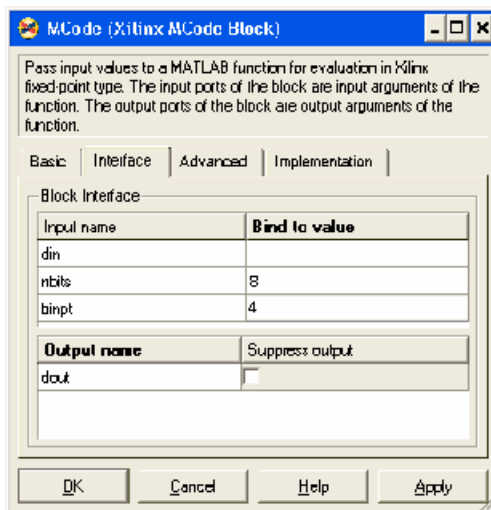 MCode (Xilinx MCode Block)
Pass input values to a MATLAB function for evaluation in Xilinx
fixed-point type. The input ports of the block are input arguments of the
function. The output ports of the block are output arguments of the
function.
Basic Interface Advanced Implementation
Block Interface
Input name Bind to value
din
nbits 8
binpt 4
Output name Suppress output
dout
OK Cancel Help Apply